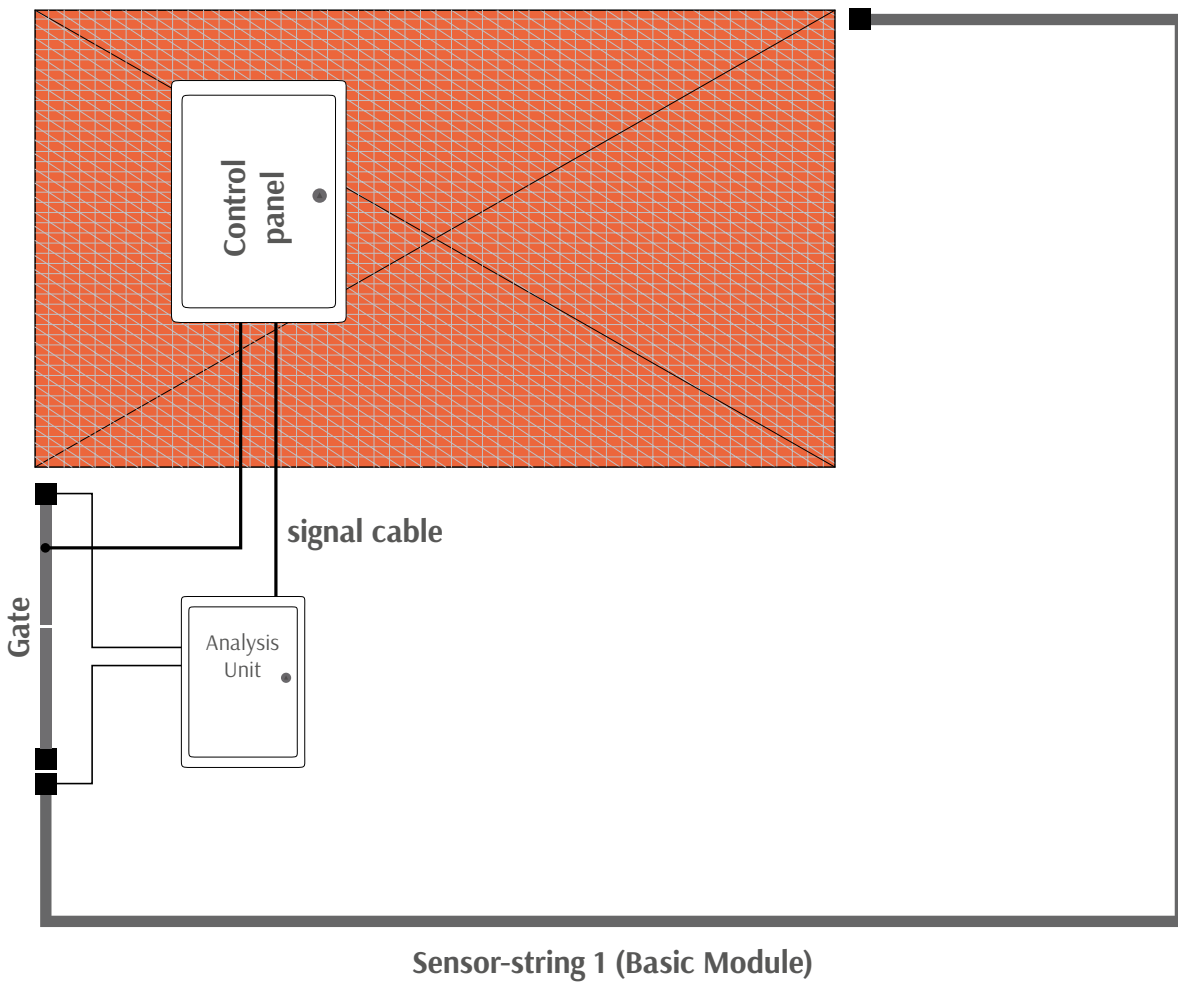 Control
panel
signal cable
Gate
Analysis
Unit
Sensor-string 1 (Basic Module)